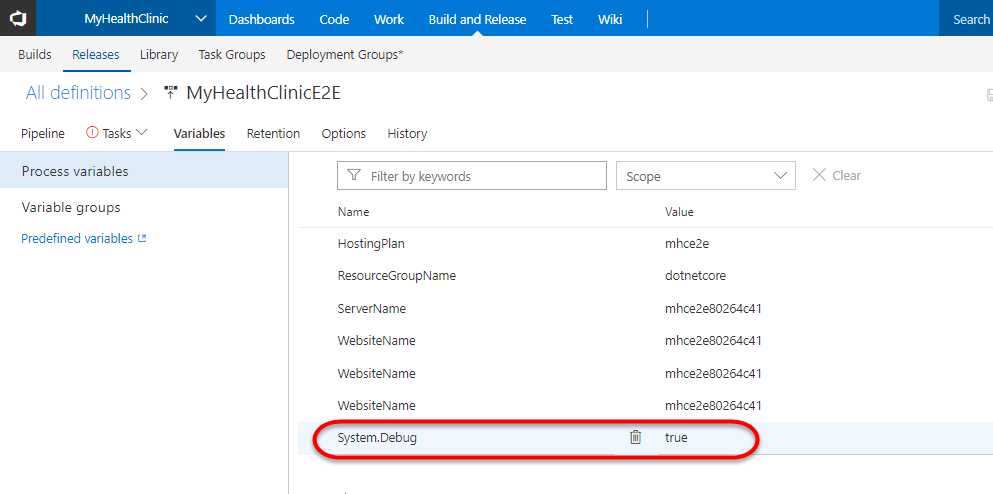 MyHealthClinic Dashboards Code Work Build and Release Test Wiki Search
Builds Releases Library Task Groups Deployment Groups*
All definitions > MyHealthClinicE2E
Pipeline Tasks Variables Retention Options History
Process variables
Variable groups
Predefined variables
Filter by keywords Scope Clear
Name Value
HostingPlan mhce2e
ResourceGroupName dotnetcore
ServerName mhce2e80264c41
WebsiteName mhce2e80264c41
WebsiteName mhce2e80264c41
WebsiteName mhce2e80264c41
System.Debug true